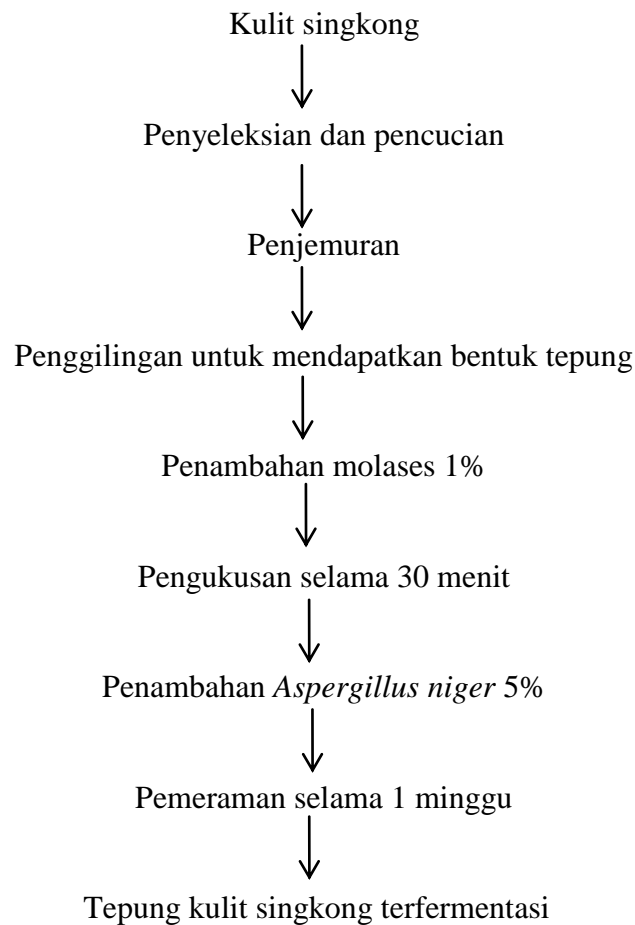 Kulit singkong
Penyeleksian dan pencucian
Penjemuran
Penggilingan untuk mendapatkan bentuk tepung
Penambahan molases 1%
Pengukusan selama 30 menit
Penambahan Aspergillus niger 5%
Pemeraman selama 1 minggu
Tepung kulit singkong terfermentasi